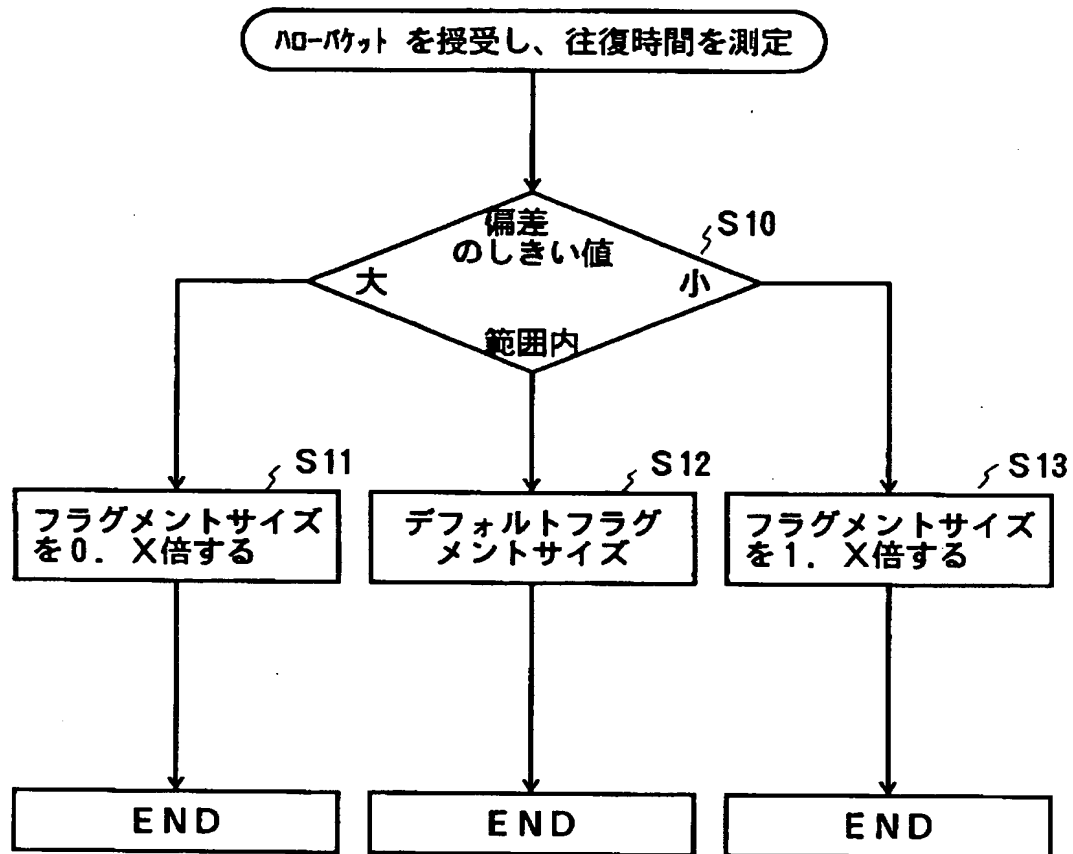 ﾊﾛｰﾊﾟｹｯﾄ を授受し、往復時間を測定
偏差
のしきい値
S10
大
小
範囲内
S11
S12
S13
フラグメントサイズ
を0．X倍する
デフォルトフラグ
メントサイズ
フラグメントサイズ
を1．X倍する
END
END
END